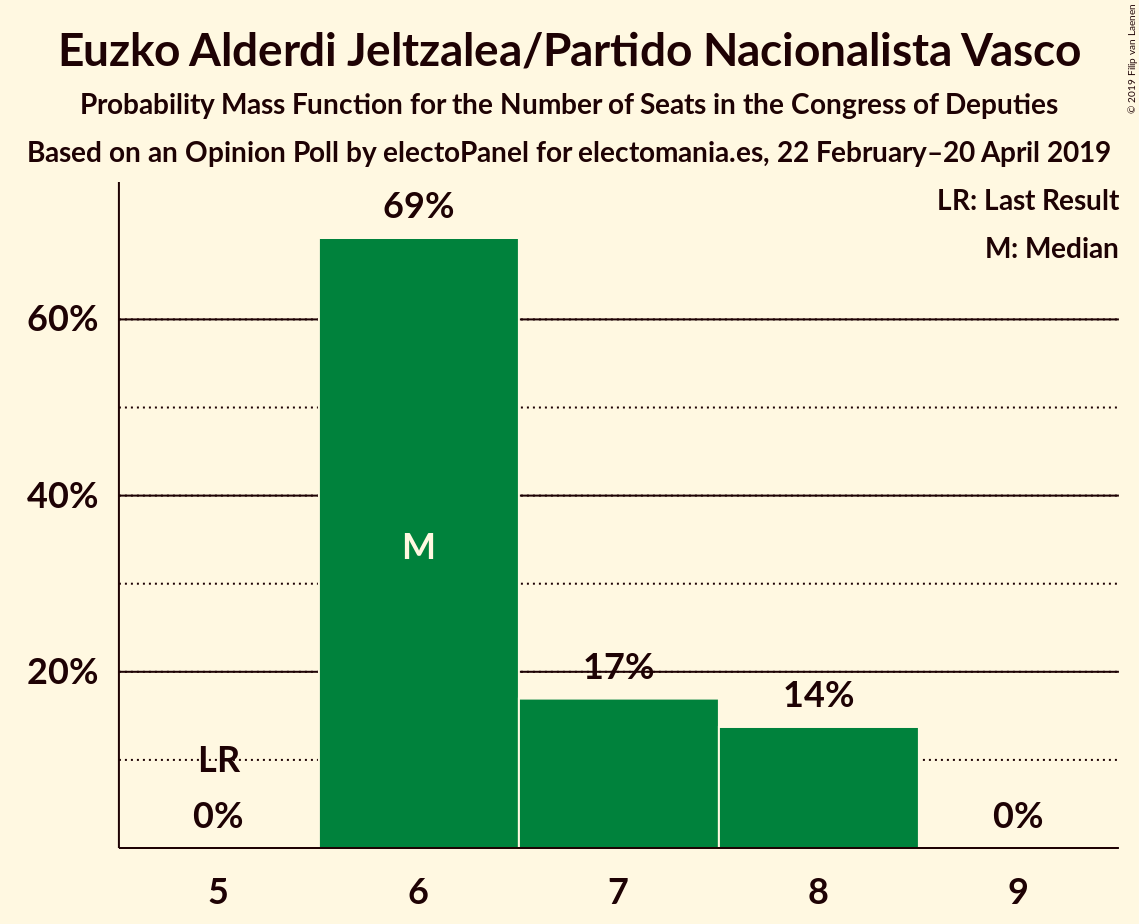 Euzko Alderdi Jeltzalea/Partido Nacionalista Vasco
Probability Mass Function for the Number of Seats in the Congress of Deputies
Based on an Opinion Poll by electoPanel for electomania.es, 22 February–20 April 2019
© 2019 Filip van Laenen
LR: Last Result
M: Median
69%
60%
40%
M
20%
17%
14%
LR
0%
0%
5 6 7 8 9